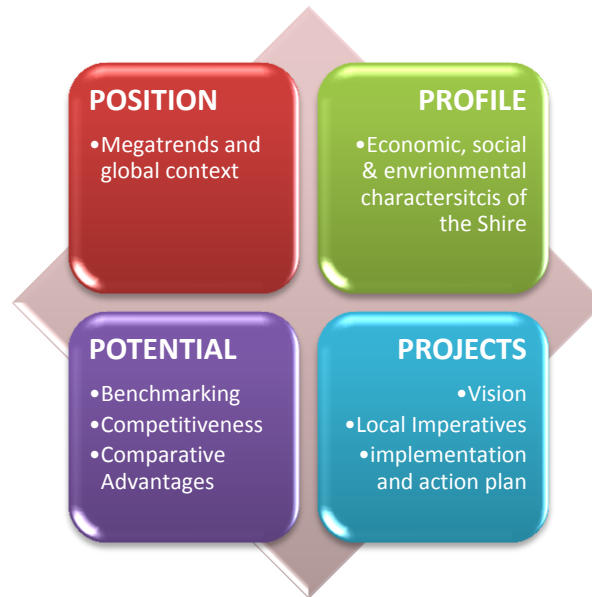 POSITION
•Megatrends and
global context
PROFILE
•Economic, social
& envrionmental
charactersitcis of
the Shire
POTENTIAL
•Benchmarking
•Competitiveness
•Comparative
Advantages
PROJECTS
•Vision
•Local Imperatives
•implementation
and action plan